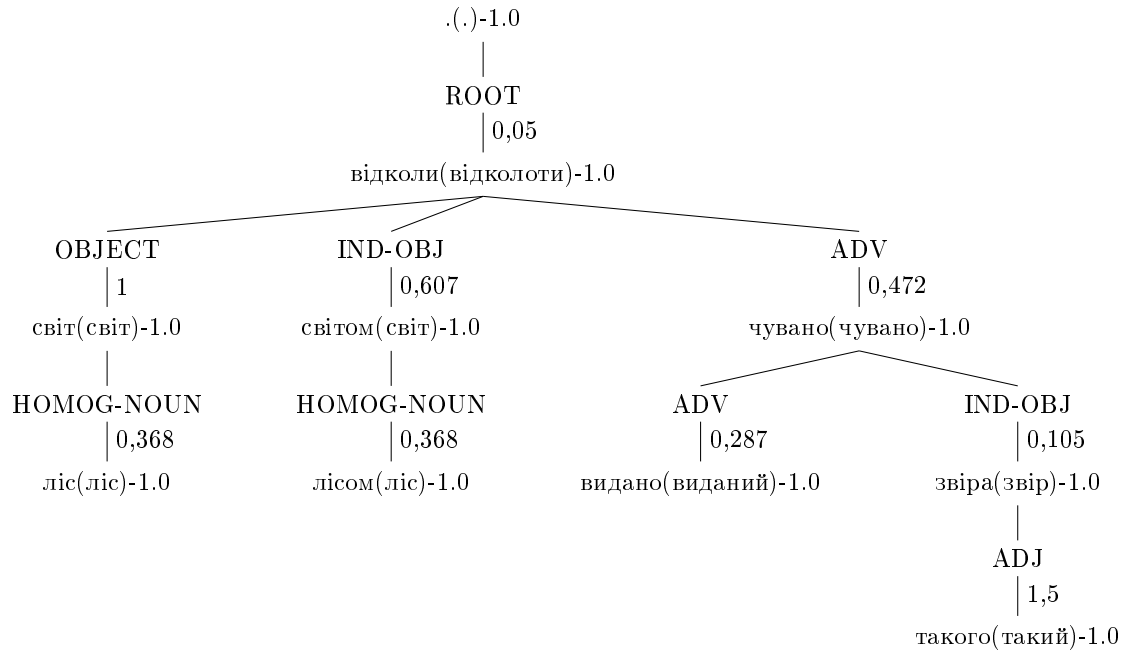 .(.)-1.0
ROOT
0,05
відколи(відколоти)-1.0
OBJECT IND-OBJ ADV
1 0,607 0,472
світ(світ)-1.0 світом(світ)-1.0 чувано(чувано)-1.0
HOMOG-NOUN HOMOG-NOUN ADV IND-OBJ
0,368 0,368 0,287 0,105
ліс(ліс)-1.0 лісом(ліс)-1.0 видано(виданий)-1.0 звіра(звір)-1.0
ADJ
1,5
такого(такий)-1.0